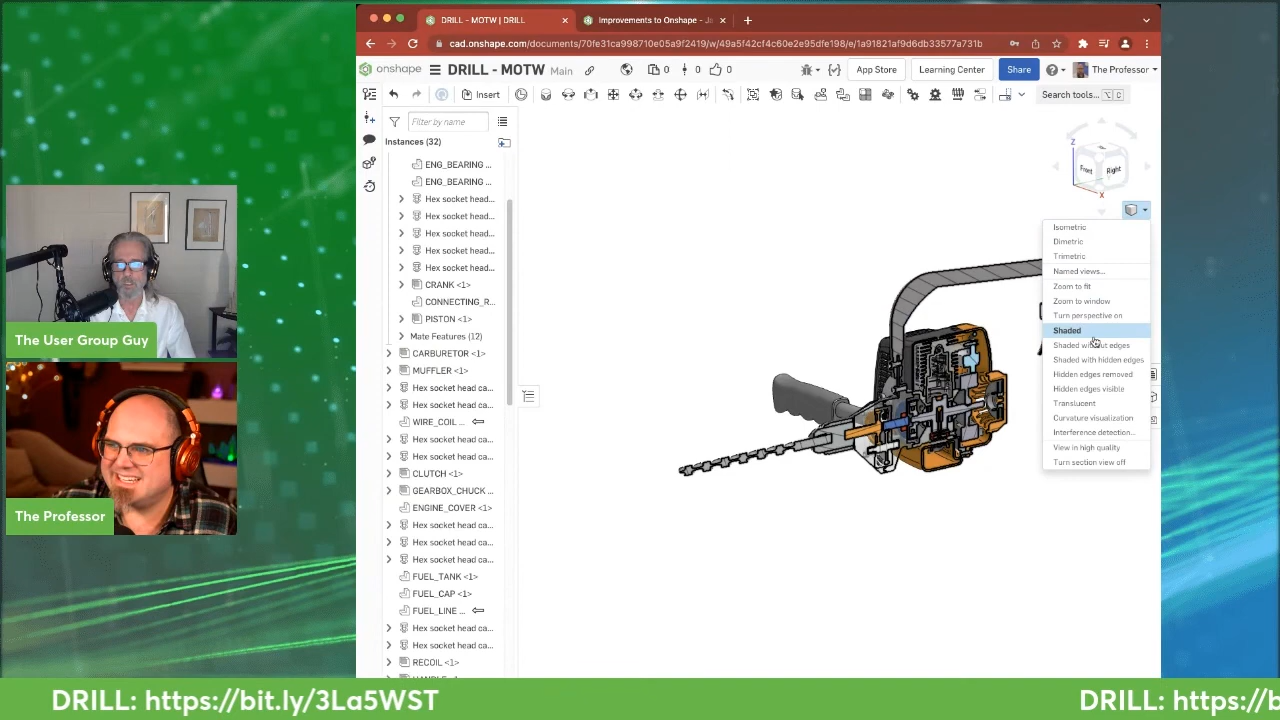 DRILL - MOTW | DRILL
Improvements to Onshape - Ja
cad.onshape.com/documents/70fe31ca998710e05a9f2419/w/49a5f42cf4c60e2e95dfe198/e/1a91821af9d6db33577a731b
onshape DRILL - MOTW Main 0 0 0 App Store Learning Center Share The Professor
Insert Search tools... ⌥ C
Filter by name
Instances (32)
ENG_BEARING ...
ENG_BEARING ...
Hex socket head...
Hex socket head...
Hex socket head...
Hex socket head...
Hex socket head...
CRANK <1>
CONNECTING_R...
PISTON <1>
Mate Features (12)
CARBURETOR <1>
MUFFLER <1>
Hex socket head ca...
Hex socket head ca...
WIRE_COIL ...
Hex socket head ca...
Hex socket head ca...
CLUTCH <1>
GEARBOX_CHUCK ...
ENGINE_COVER <1>
Hex socket head ca...
Hex socket head ca...
Hex socket head ca...
FUEL_TANK <1>
FUEL_CAP <1>
FUEL_LINE ...
Hex socket head ca...
Hex socket head ca...
RECOIL <1>
Z
Front
Right
X
Isometric
Dimetric
Trimetric
Named views...
Zoom to fit
Zoom to window
Turn perspective on
Shaded
Shaded without edges
Shaded with hidden edges
Hidden edges removed
Hidden edges visible
Translucent
Curvature visualization
Interference detection...
View in high quality
Turn section view off
The User Group Guy
The Professor
DRILL: https://bit.ly/3La5WST
DRILL: https://b